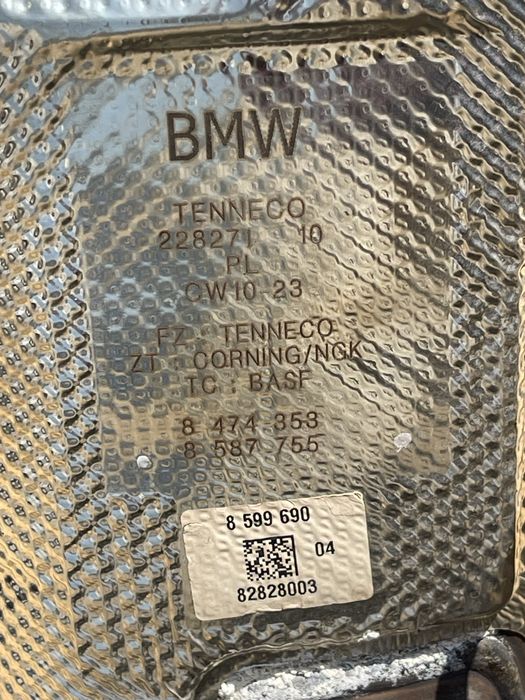 BMW
TENNECO
228271 10
PL
CW10-23
FZ : TENNECO
ZT : CORNING/NGK
TC : BASF
8 474 353
8 587 755
8 599 690
04
82828003